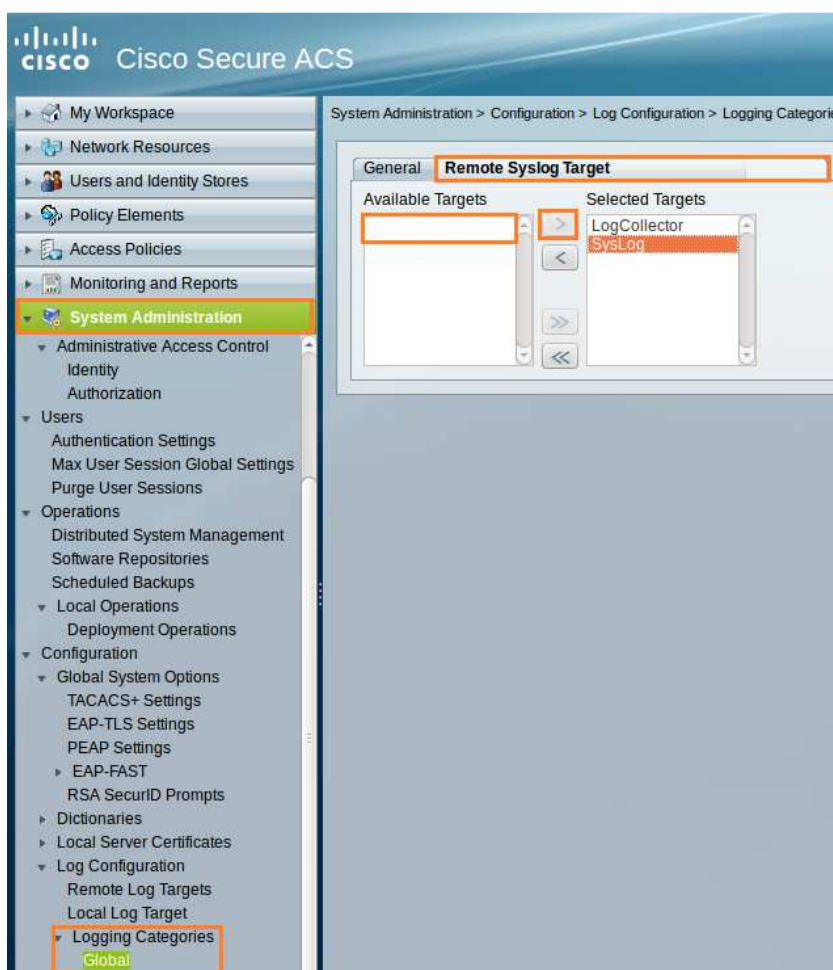 CISCO Cisco Secure ACS
My Workspace
Network Resources
Users and Identity Stores
Policy Elements
Access Policies
Monitoring and Reports
System Administration
Administrative Access Control
Identity
Authorization
Users
Authentication Settings
Max User Session Global Settings
Purge User Sessions
Operations
Distributed System Management
Software Repositories
Scheduled Backups
Local Operations
Deployment Operations
Configuration
Global System Options
TACACS+ Settings
EAP-TLS Settings
PEAP Settings
EAP-FAST
RSA SecurID Prompts
Dictionaries
Local Server Certificates
Log Configuration
Remote Log Targets
Local Log Target
Logging Categories
Global
System Administration > Configuration > Log Configuration > Logging Categorie
General Remote Syslog Target
Available Targets Selected Targets
> LogCollector
SysLog
<
>>
<<